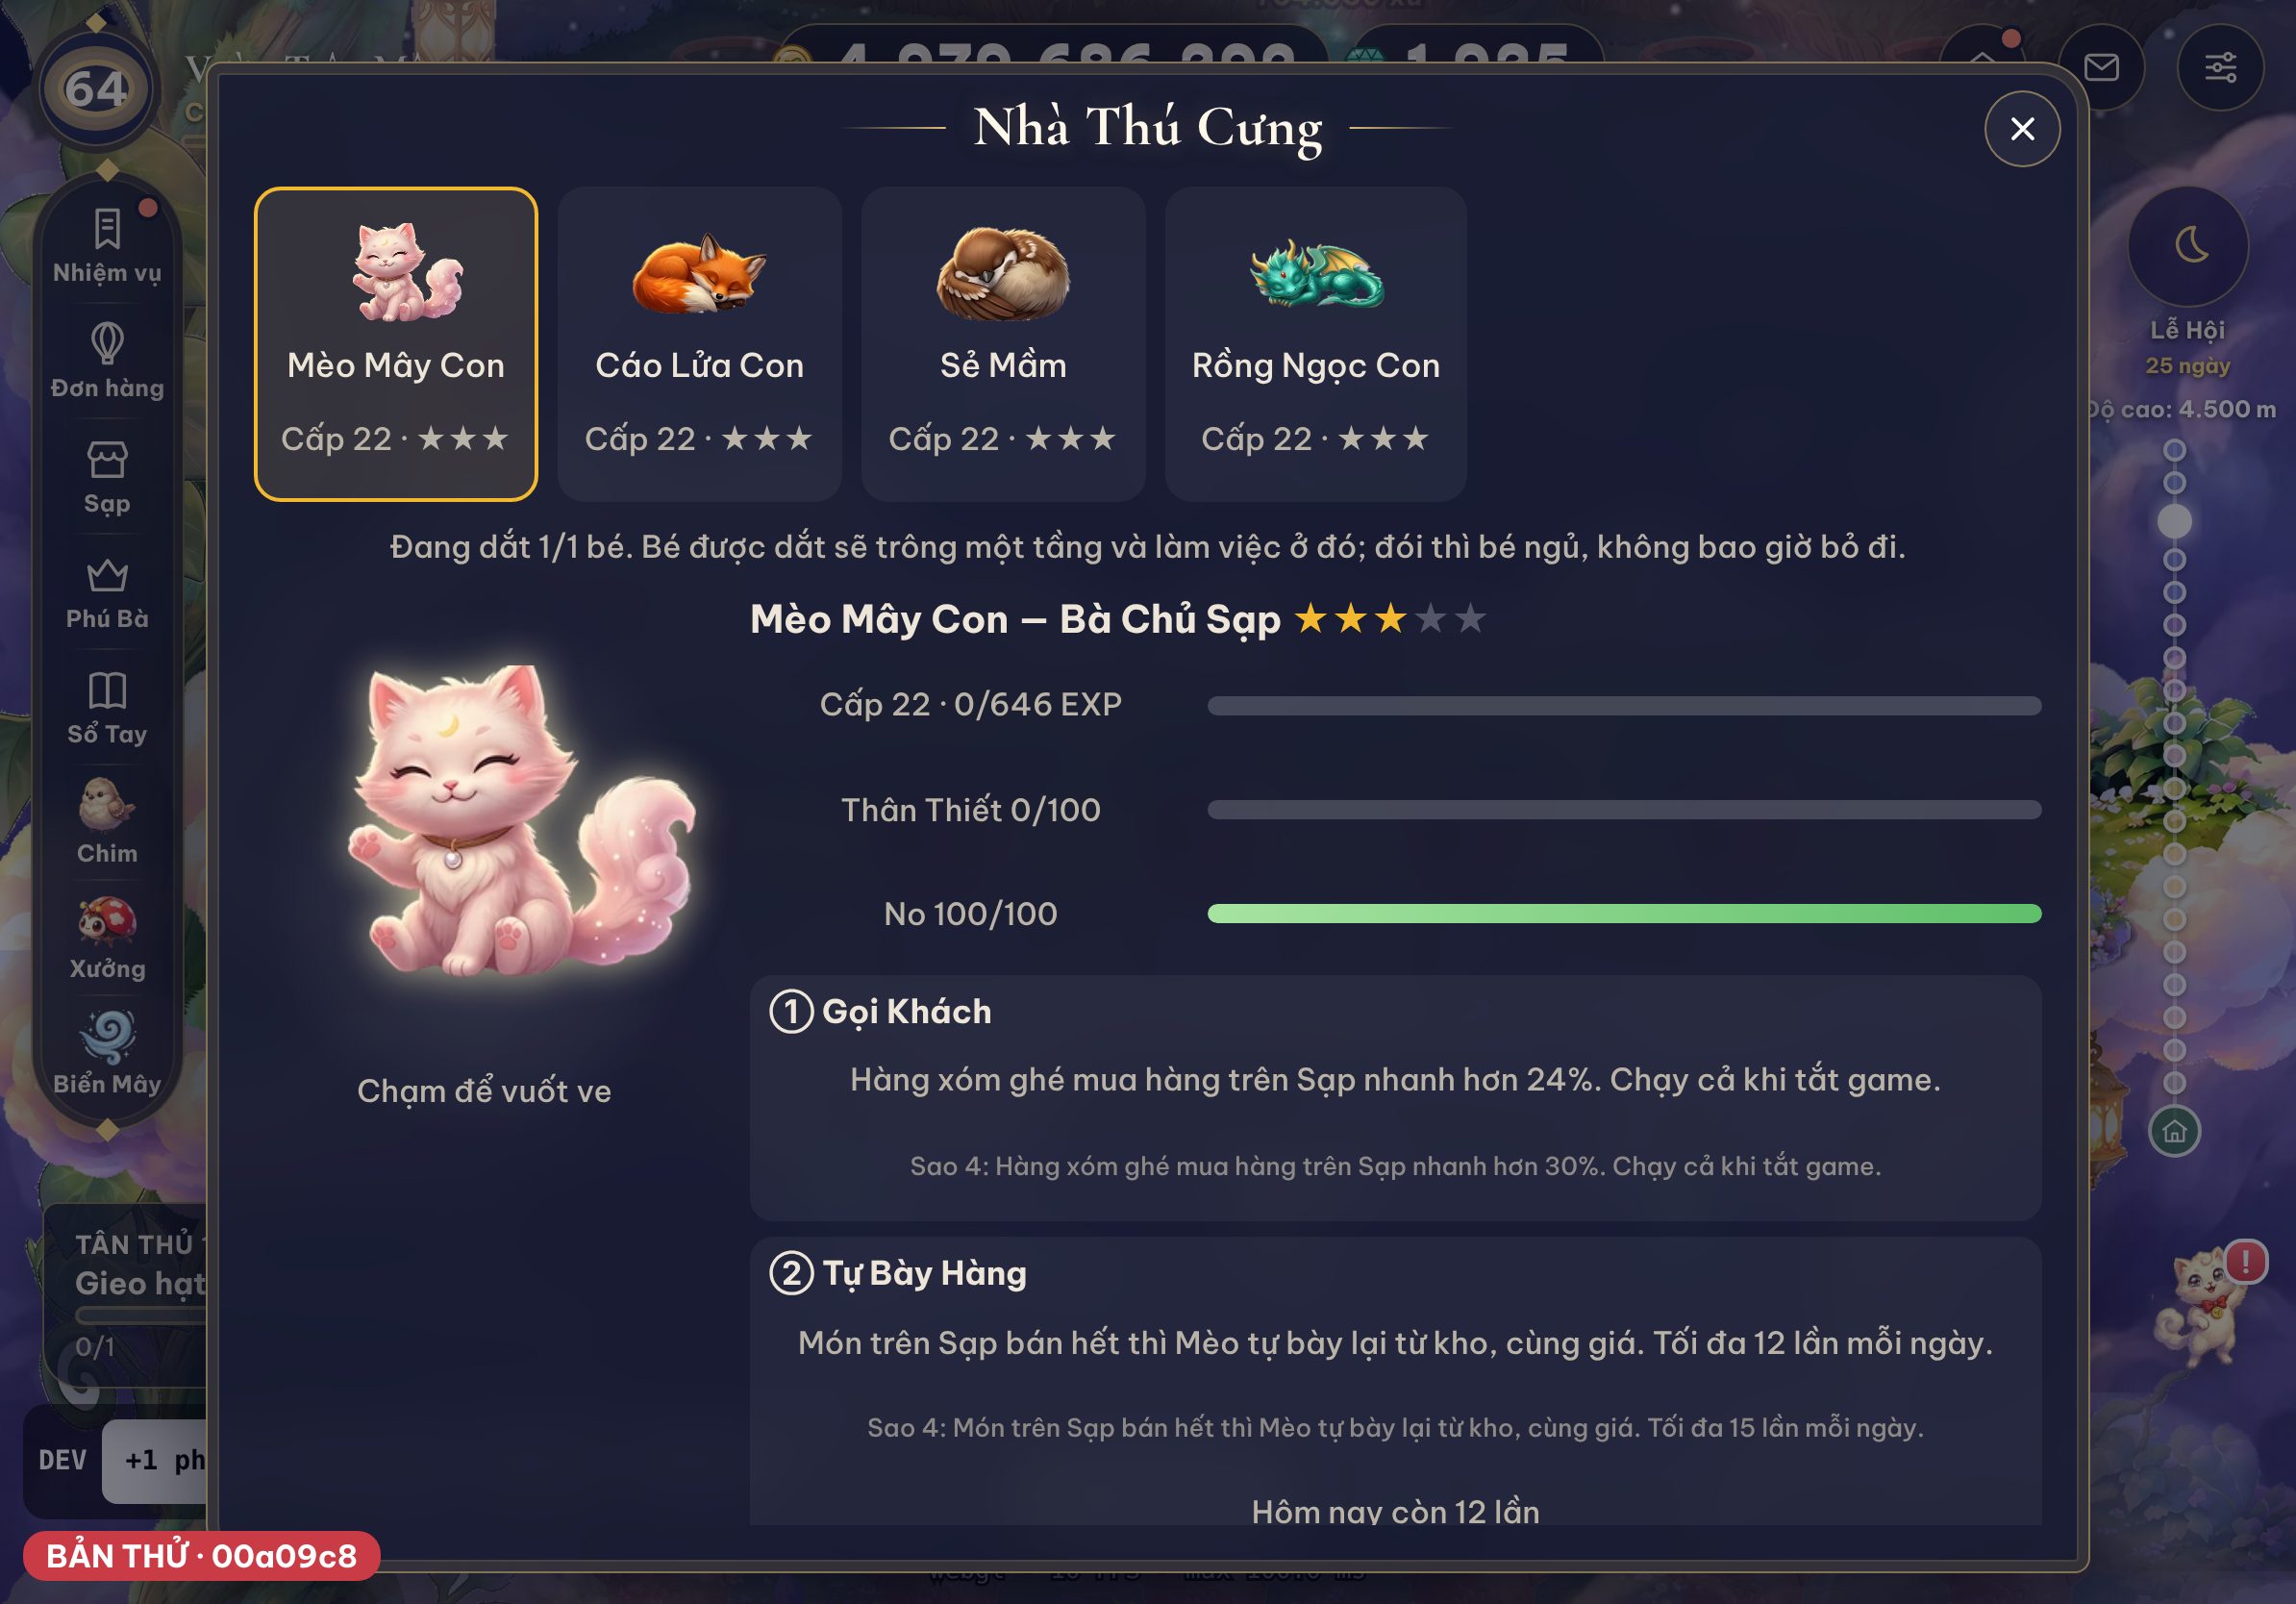 64
Nhà Thú Cưng
Nhiệm vụ
Đơn hàng
Sạp
Phú Bà
Sổ Tay
Chim
Xưởng
Biển Mây
Mèo Mây Con
Cấp 22 · ★★★
Cáo Lửa Con
Cấp 22 · ★★★
Sẻ Mầm
Cấp 22 · ★★★
Rồng Ngọc Con
Cấp 22 · ★★★
Lễ Hội
25 ngày
Độ cao: 4.500 m
Đang dắt 1/1 bé. Bé được dắt sẽ trông một tầng và làm việc ở đó; đói thì bé ngủ, không bao giờ bỏ đi.
Mèo Mây Con — Bà Chủ Sạp ★★★★★
Cấp 22 · 0/646 EXP
Thân Thiết 0/100
No 100/100
Chạm để vuốt ve
① Gọi Khách
Hàng xóm ghé mua hàng trên Sạp nhanh hơn 24%. Chạy cả khi tắt game.
Sao 4: Hàng xóm ghé mua hàng trên Sạp nhanh hơn 30%. Chạy cả khi tắt game.
② Tự Bày Hàng
Món trên Sạp bán hết thì Mèo tự bày lại từ kho, cùng giá. Tối đa 12 lần mỗi ngày.
Sao 4: Món trên Sạp bán hết thì Mèo tự bày lại từ kho, cùng giá. Tối đa 15 lần mỗi ngày.
Hôm nay còn 12 lần
TÂN THỦ
Gieo hạt
0/1
DEV
+1 ph
BẢN THỬ · 00a09c8
!